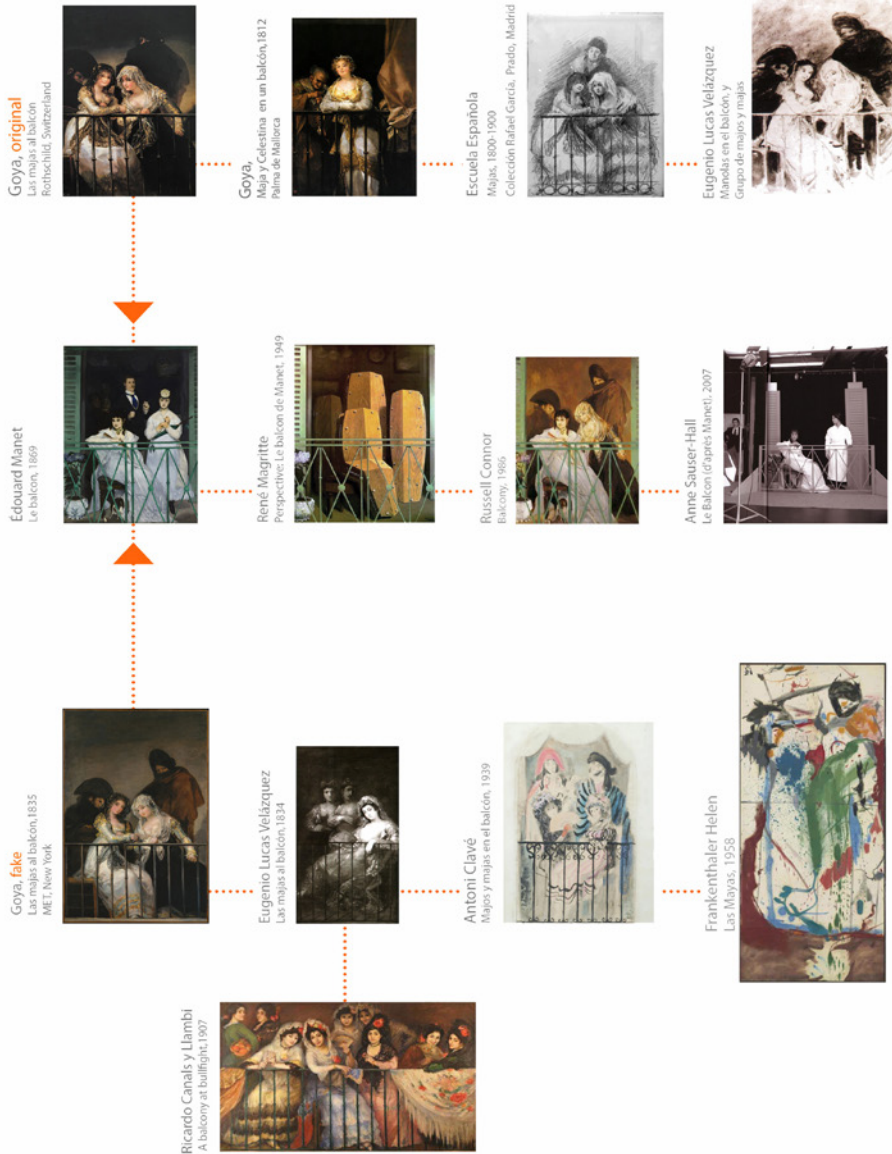 Goya, fake
Las majas al balcón,1835
MET, New York
Édouard Manet
Le balcon, 1869
Goya, original
Las majas al balcón
Rothschild, Switzerland
Ricardo Canals y Llambí
A balcony at bullfight,1907
Eugenio Lucas Velázquez
Las majas al balcón,1834
René Magritte
Perspective: Le balcon de Manet, 1949
Goya,
Maja y Celestina en un balcón,1812
Palma de Mallorca
Antoni Clavé
Majos y majas en el balcón, 1939
Russell Connor
Balcony, 1986
Escuela Española
Majas, 1800-1900
Colección Rafael García, Prado, Madrid
Frankenthaler Helen
Las Mayas, 1958
Anne Sauser-Hall
Le Balcon (d'après Manet), 2007
Eugenio Lucas Velázquez
Manolas en el balcón, y
Grupo de majos y majas